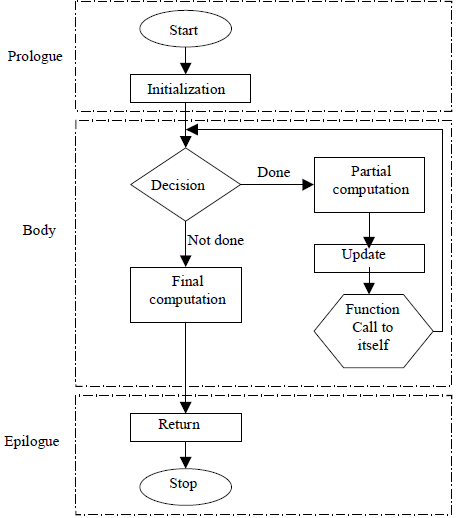 Prologue
Start
Initialization
Body
Decision
Done
Partial
computation
Not done
Update
Final
computation
Function
Call to
itself
Epilogue
Return
Stop